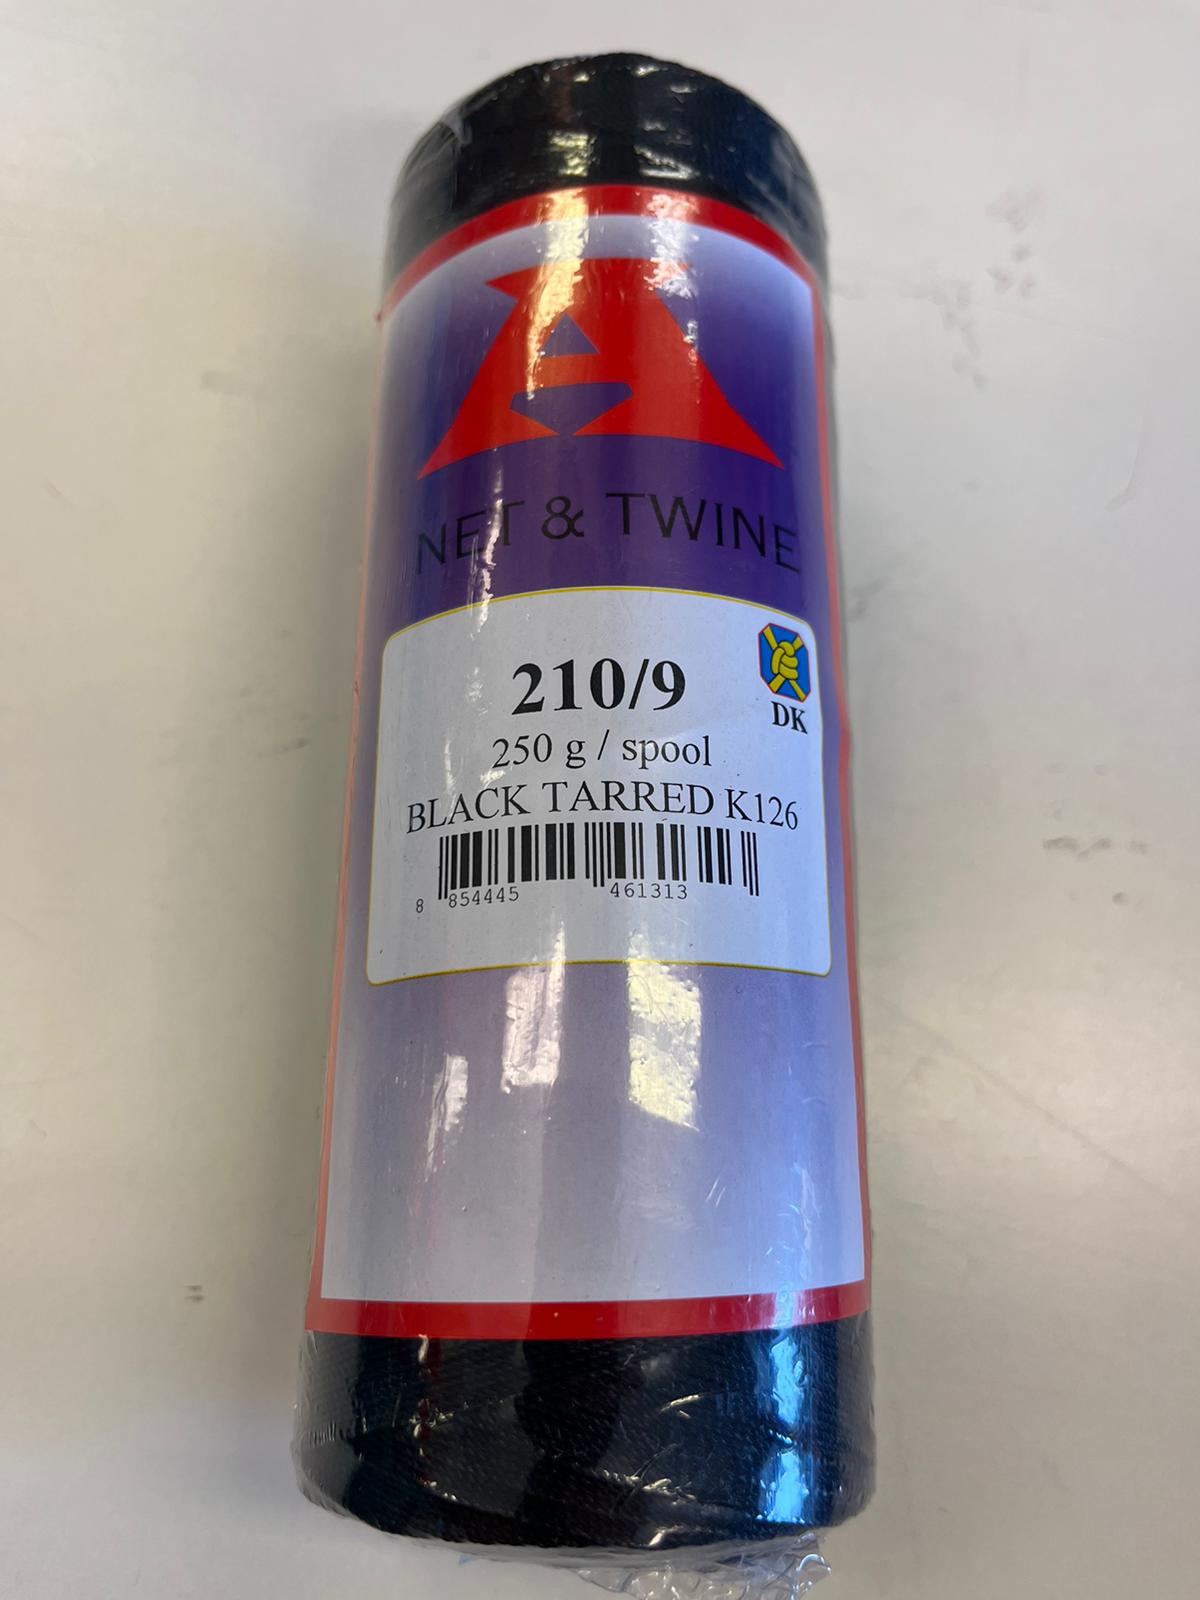 NET & TWINE
210/9
DK
250 g / spool
BLACK TARRED K126
8 854445 461313